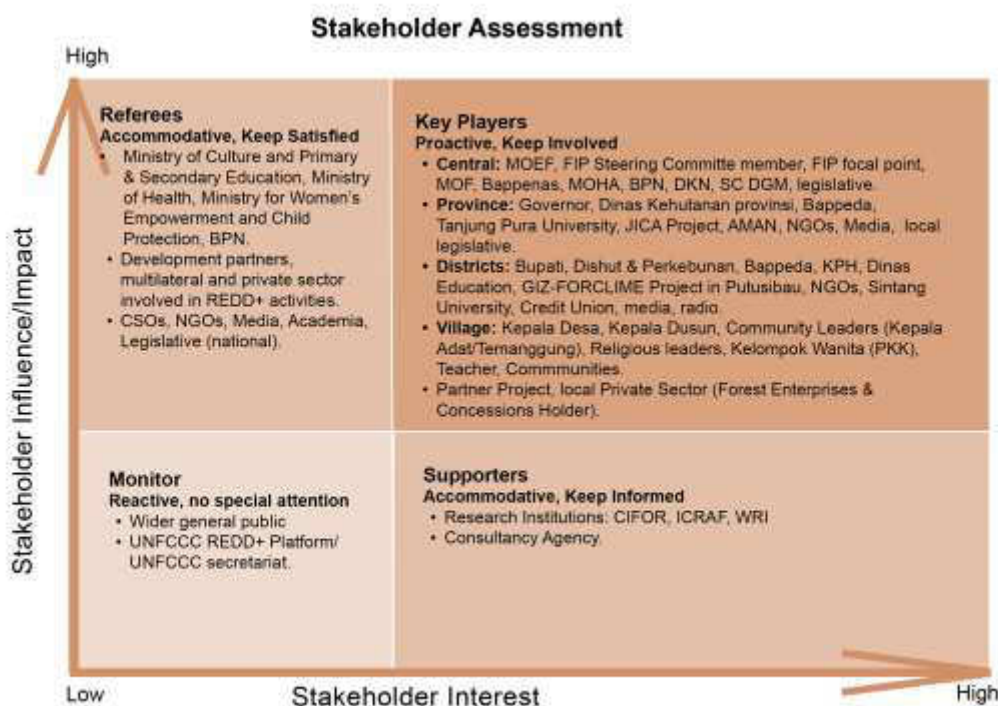 Stakeholder Assessment
High
Stakeholder Influence/Impact
Referees
Accommodative, Keep Satisfied
• Ministry of Culture and Primary
& Secondary Education, Ministry
of Health, Ministry for Women's
Empowerment and Child
Protection, BPN.
• Development partners,
multilateral and private sector
involved in REDD+ activities.
• CSOs, NGOs, Media, Academia,
Legislative (national).
Key Players
Proactive, Keep Involved
• Central: MOEF, FIP Steering Committe member, FIP focal point,
MOF, Bappenas, MOHA, BPN, DKN, SC DGM, legislative.
• Province: Governor, Dinas Kehutanan provinsi, Bappeda,
Tanjung Pura University, JICA Project, AMAN, NGOs, Media, local
legislative.
• Districts: Bupati, Dishut & Perkebunan, Bappeda, KPH, Dinas
Education, GIZ-FORCLIME Project in Putusibau, NGOs, Sintang
University, Credit Union, media, radio
• Village: Kepala Desa, Kepala Dusun, Community Leaders (Kepala
Adat/Temanggung), Religious leaders, Kelompok Wanita (PKK),
Teacher, Commmunities.
• Partner Project, local Private Sector (Forest Enterprises &
Concessions Holder).
Monitor
Reactive, no special attention
• Wider general public
• UNFCCC REDD+ Platform/
UNFCCC secretariat.
Supporters
Accommodative, Keep Informed
• Research Institutions: CIFOR, ICRAF, WRI
• Consultancy Agency.
Low
Stakeholder Interest
High